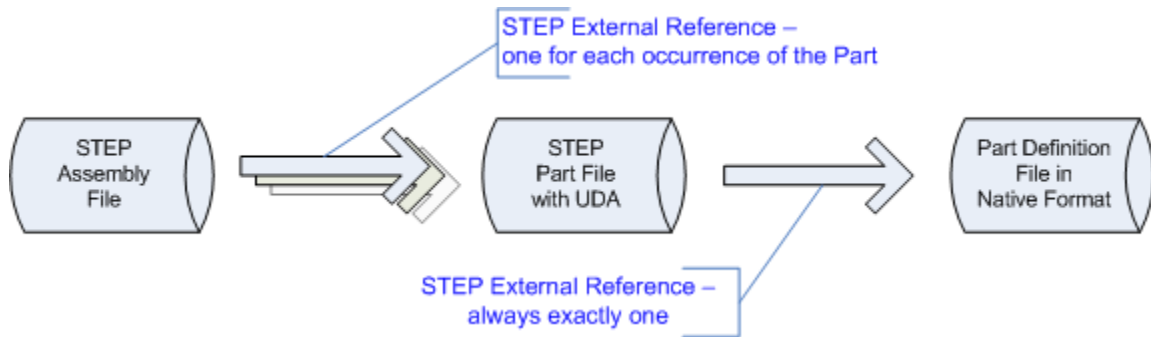 STEP External Reference –
one for each occurrence of the Part
STEP
Assembly
File
STEP
Part File
with UDA
Part Definition
File in
Native Format
STEP External Reference –
always exactly one